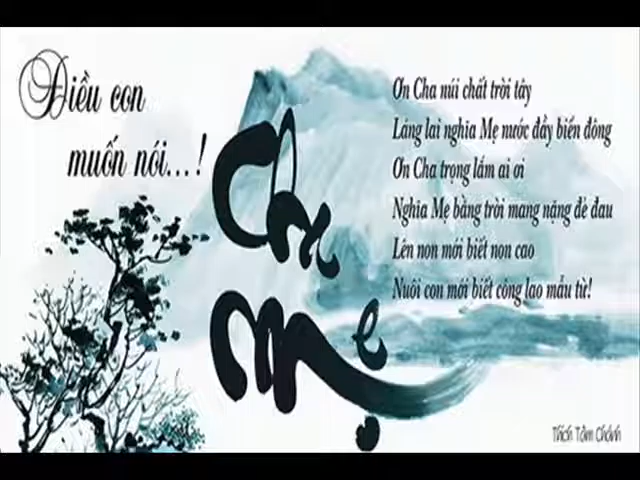 Điều con
muốn nói...!
Cha
Mẹ
Ơn Cha núi chất trời tây
Láng lai nghĩa Mẹ nước đầy biển đông
Ơn Cha trọng lắm ai ơi
Nghĩa Mẹ bằng trời mang nặng đẻ đau
Lên non mới biết non cao
Nuôi con mới biết công lao mẫu từ!
Thích Tâm Chánh